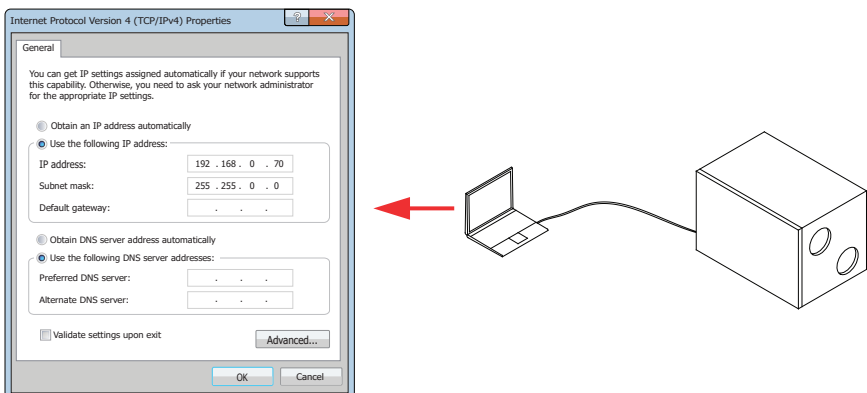 Internet Protocol Version 4 (TCP/IPv4) Properties
?
General
You can get IP settings assigned automatically if your network supports
this capability. Otherwise, you need to ask your network administrator
for the appropriate IP settings.
Obtain an IP address automatically
Use the following IP address:
IP address: 192 . 168 . 0 . 70
Subnet mask: 255 . 255 . 0 . 0
Default gateway: . . .
Obtain DNS server address automatically
Use the following DNS server addresses:
Preferred DNS server: . . .
Alternate DNS server: . . .
Validate settings upon exit
Advanced...
OK Cancel